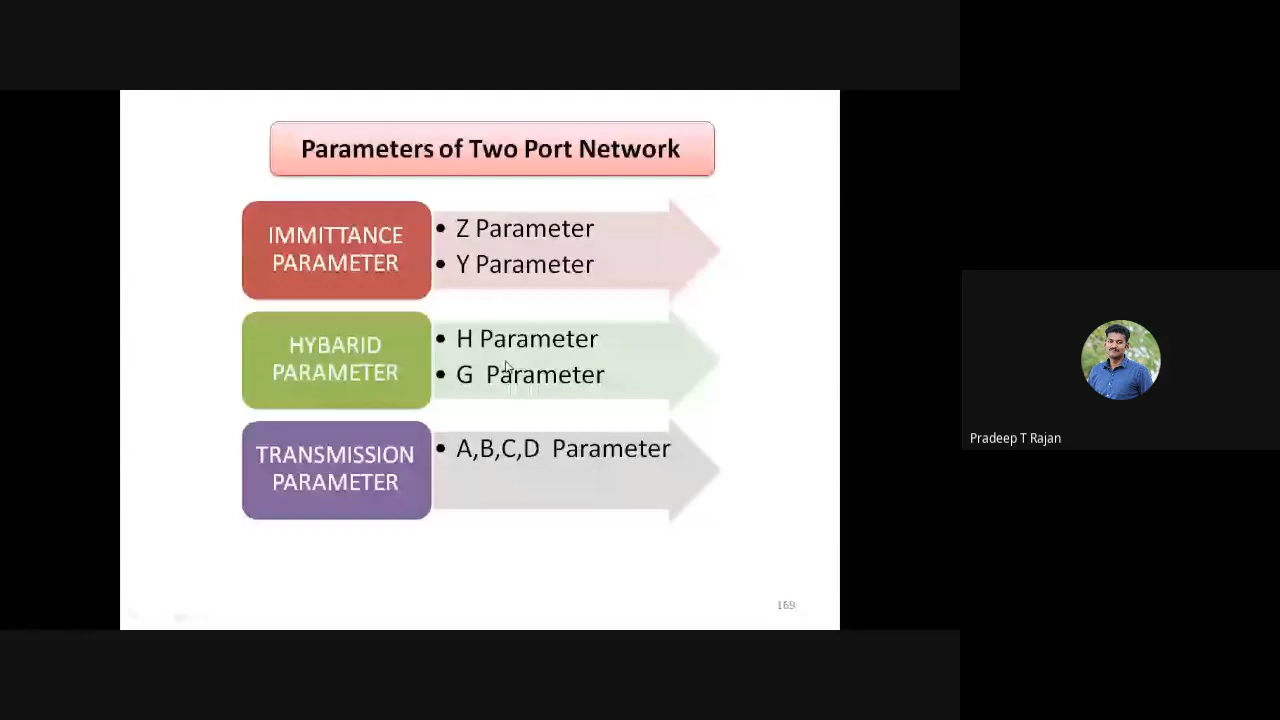 Parameters of Two Port Network
IMMITTANCE
PARAMETER
• Z Parameter
• Y Parameter
HYBARID
PARAMETER
• H Parameter
• G Parameter
TRANSMISSION
PARAMETER
• A,B,C,D Parameter
169
Pradeep T Rajan